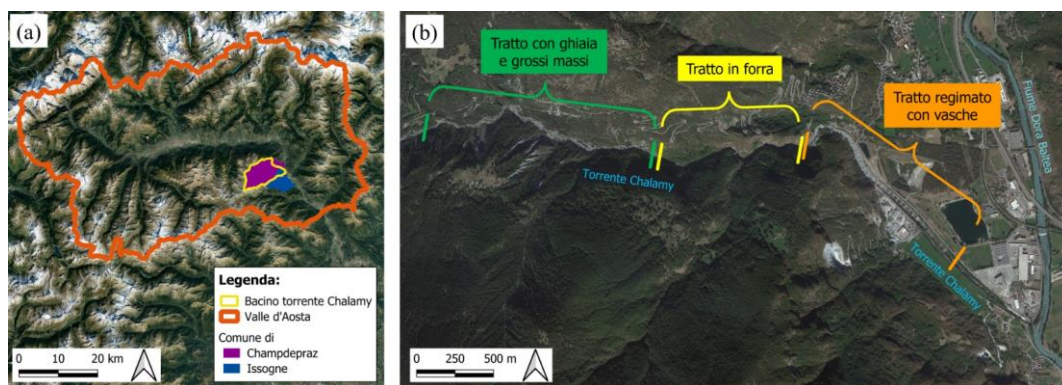 (a)
Legenda:
Bacino torrente Chalamy
Valle d'Aosta
Comune di
Champdepraz
Issogne
0 10 20 km
(b)
Tratto con ghiaia
e grossi massi
Tratto in forra
Tratto regimato
con vasche
Fiume Dora Baltea
Torrente Chalamy
Torrente Chalamy
0 250 500 m